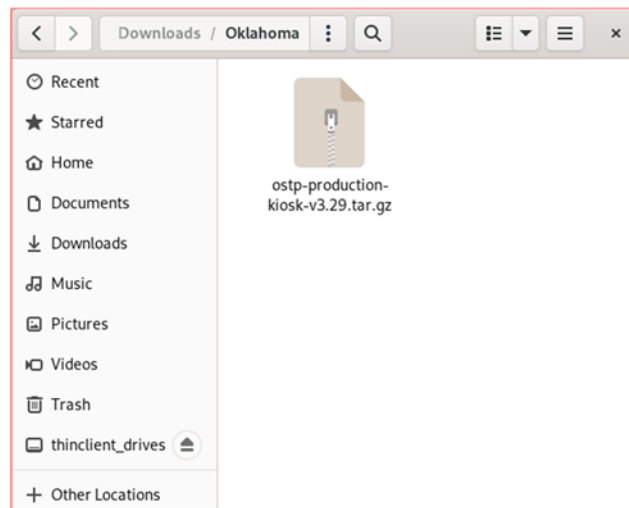 Downloads / Oklahoma
Recent
Starred
Home
Documents
Downloads
Music
Pictures
Videos
Trash
thinclient_drives
Other Locations
ostp-production-
kiosk-v3.29.tar.gz